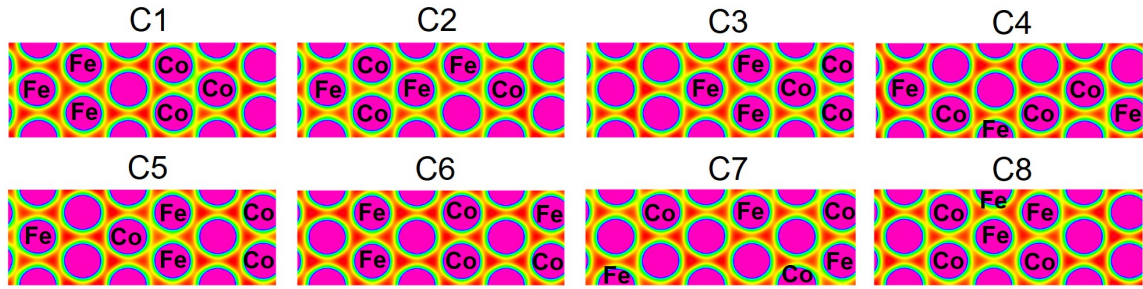 C1 C2 C3 C4
Fe Co Co Fe Fe Co
Fe Co Fe Co Fe Co Fe Co
Fe Co Co Co Fe Co Co Co Fe
Fe
C5 C6 C7 C8
Fe
Fe Co Fe Co Fe Co Fe Co Co Fe
Fe Co Fe
Fe Co Fe Co Fe Co Co
Fe Co